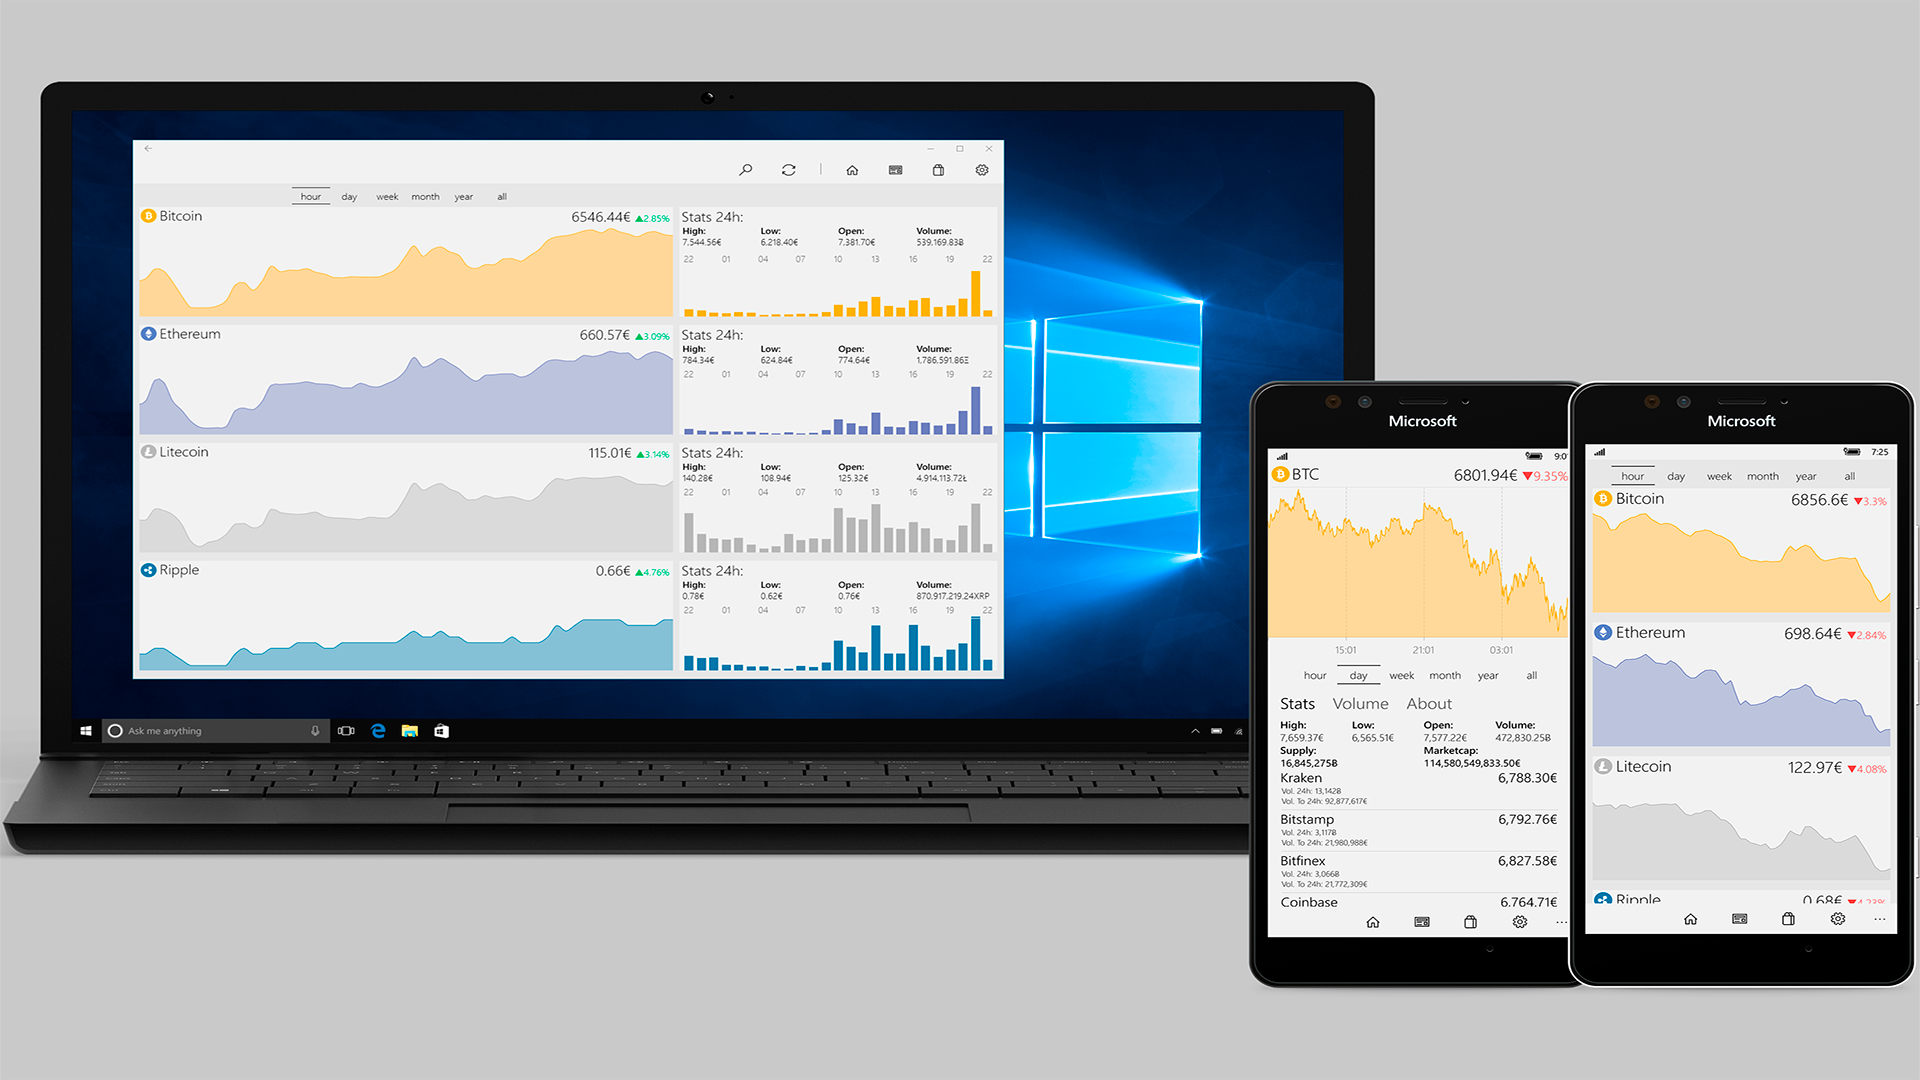 hour day week month year all
Bitcoin 6546.44€ ▲2.85%
Stats 24h:
High: Low: Open: Volume:
7,544.56€ 6,218.40€ 7,381.70€ 539,169.83Ƀ
22 01 04 07 10 13 16 19 22
Ethereum 660.57€ ▲3.09%
Stats 24h:
High: Low: Open: Volume:
784.34€ 624.84€ 774.64€ 1,786,591.86Ξ
22 01 04 07 10 13 16 19 22
Litecoin 115.01€ ▲3.14%
Stats 24h:
High: Low: Open: Volume:
140.28€ 108.94€ 125.32€ 4,914,113.72Ł
22 01 04 07 10 13 16 19 22
Ripple 0.66€ ▲4.76%
Stats 24h:
High: Low: Open: Volume:
0.78€ 0.62€ 0.76€ 870,917,219.24XRP
22 01 04 07 10 13 16 19 22
Ask me anything
Microsoft
BTC 6801.94€ ▼9.35%
15:01 21:01 03:01
hour day week month year all
Stats Volume About
High: Low: Open: Volume:
7,659.37€ 6,565.51€ 7,577.22€ 472,830.25Ƀ
Supply: Marketcap:
16,845,275Ƀ 114,580,549,833.50€
Kraken 6,788.30€
Vol. 24h: 13,142Ƀ
Vol. To 24h: 92,877,617€
Bitstamp 6,792.76€
Vol. 24h: 3,117Ƀ
Vol. To 24h: 21,980,988€
Bitfinex 6,827.58€
Vol. 24h: 3,066Ƀ
Vol. To 24h: 21,772,309€
Coinbase 6,764.71€
Microsoft
7:25
hour day week month year all
Bitcoin 6856.6€ ▼3.3%
Ethereum 698.64€ ▼2.84%
Litecoin 122.97€ ▼4.08%
Ripple 0.68€ ▼4.23%